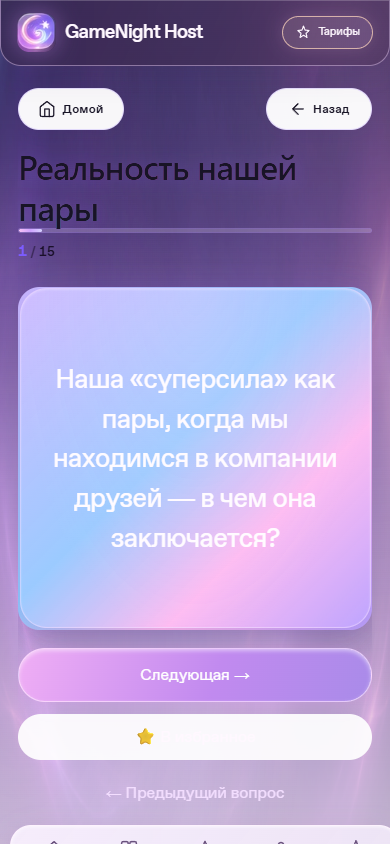 GameNight Host
Тарифы
Домой
Назад
Реальность нашей
пары
1 / 15
Наша «суперсила» как
пары, когда мы
находимся в компании
друзей — в чем она
заключается?
Следующая →
← Предыдущий вопрос